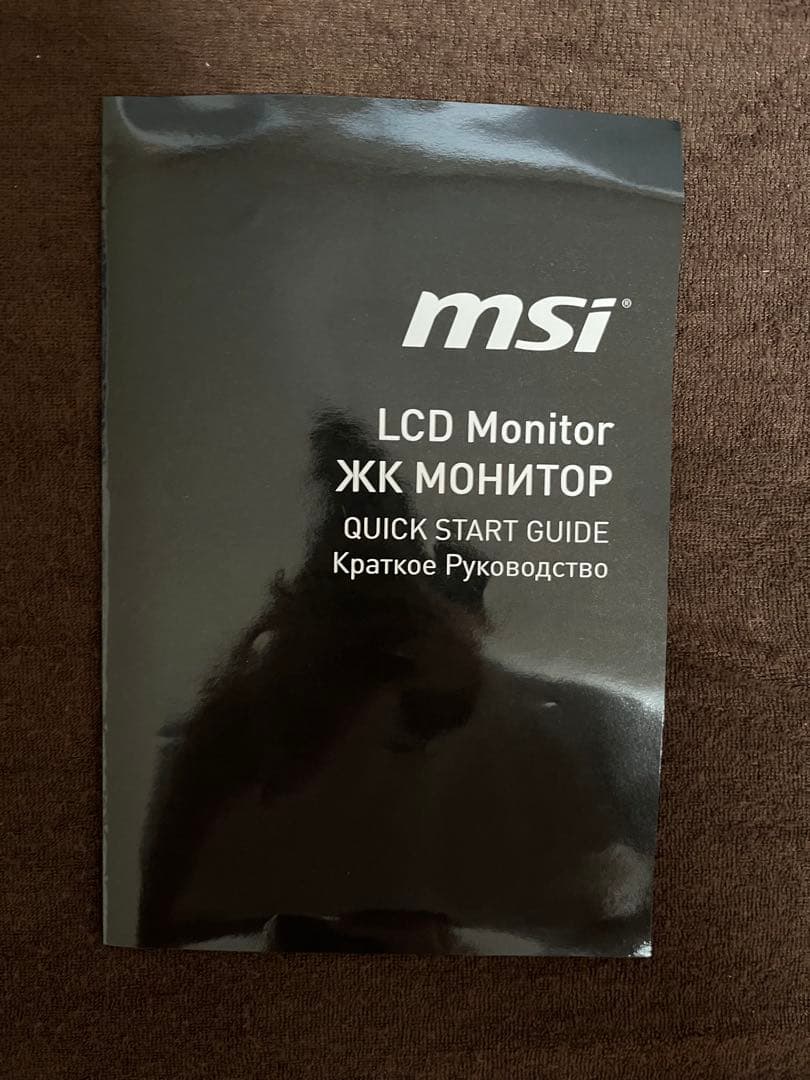 msi®
LCD Monitor
ЖК МОНИТОР
QUICK START GUIDE
Краткое Руководство